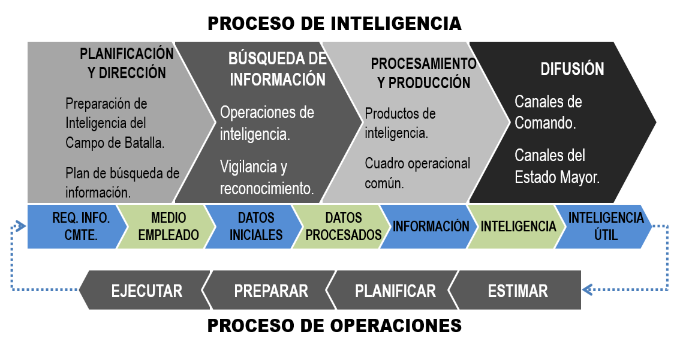 PROCESO DE INTELIGENCIA
PLANIFICACIÓN
Y DIRECCIÓN
Preparación de
Inteligencia del
Campo de Batalla.
Plan de búsqueda de
información.
BÚSQUEDA DE
INFORMACIÓN
Operaciones de
inteligencia.
Vigilancia y
reconocimiento.
PROCESAMIENTO
Y PRODUCCIÓN
Productos de
inteligencia.
Cuadro operacional
común.
DIFUSIÓN
Canales de
Comando.
Canales del
Estado Mayor.
REQ. INFO.
CMTE.
MEDIO
EMPLEADO
DATOS
INICIALES
DATOS
PROCESADOS
INFORMACIÓN
INTELIGENCIA
INTELIGENCIA
ÚTIL
EJECUTAR
PREPARAR
PLANIFICAR
ESTIMAR
PROCESO DE OPERACIONES